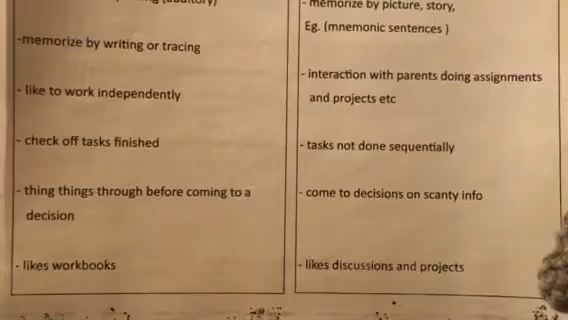 (auditory)
-memorize by writing or tracing
- like to work independently
- check off tasks finished
- thing things through before coming to a
decision
- likes workbooks
- memorize by picture, story,
Eg. (mnemonic sentences )
- interaction with parents doing assignments
and projects etc
- tasks not done sequentially
- come to decisions on scanty info
- likes discussions and projects